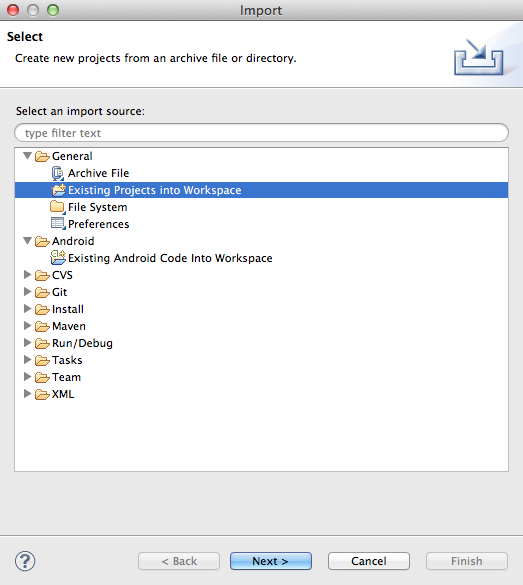 Import
Select
Create new projects from an archive file or directory.
Select an import source:
type filter text
General
Archive File
Existing Projects into Workspace
File System
Preferences
Android
Existing Android Code Into Workspace
CVS
Git
Install
Maven
Run/Debug
Tasks
Team
XML
? < Back Next > Cancel Finish